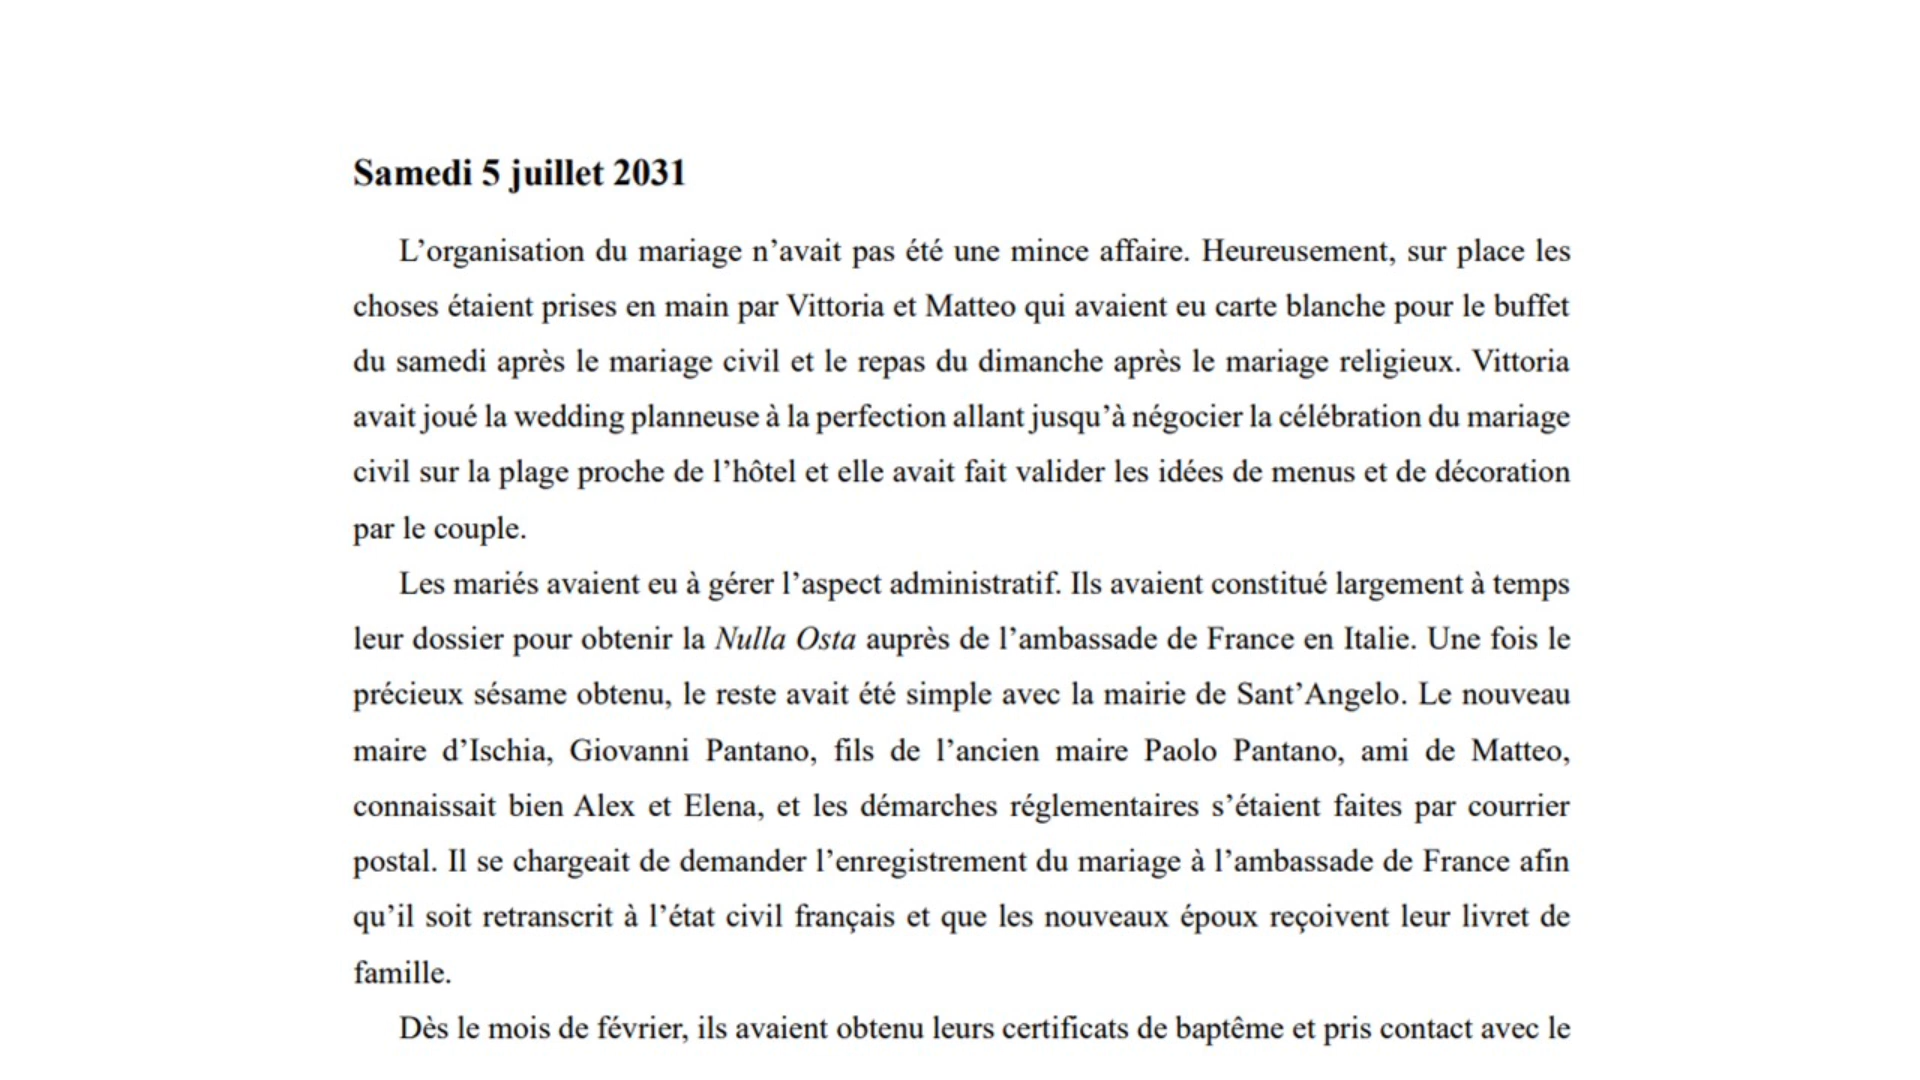 Samedi 5 juillet 2031
L’organisation du mariage n’avait pas été une mince affaire. Heureusement, sur place les
choses étaient prises en main par Vittoria et Matteo qui avaient eu carte blanche pour le buffet
du samedi après le mariage civil et le repas du dimanche après le mariage religieux. Vittoria
avait joué la wedding planneuse à la perfection allant jusqu’à négocier la célébration du mariage
civil sur la plage proche de l’hôtel et elle avait fait valider les idées de menus et de décoration
par le couple.
Les mariés avaient eu à gérer l’aspect administratif. Ils avaient constitué largement à temps
leur dossier pour obtenir la Nulla Osta auprès de l’ambassade de France en Italie. Une fois le
précieux sésame obtenu, le reste avait été simple avec la mairie de Sant’Angelo. Le nouveau
maire d’Ischia, Giovanni Pantano, fils de l’ancien maire Paolo Pantano, ami de Matteo,
connaissait bien Alex et Elena, et les démarches réglementaires s’étaient faites par courrier
postal. Il se chargeait de demander l’enregistrement du mariage à l’ambassade de France afin
qu’il soit retranscrit à l’état civil français et que les nouveaux époux reçoivent leur livret de
famille.
Dès le mois de février, ils avaient obtenu leurs certificats de baptême et pris contact avec le